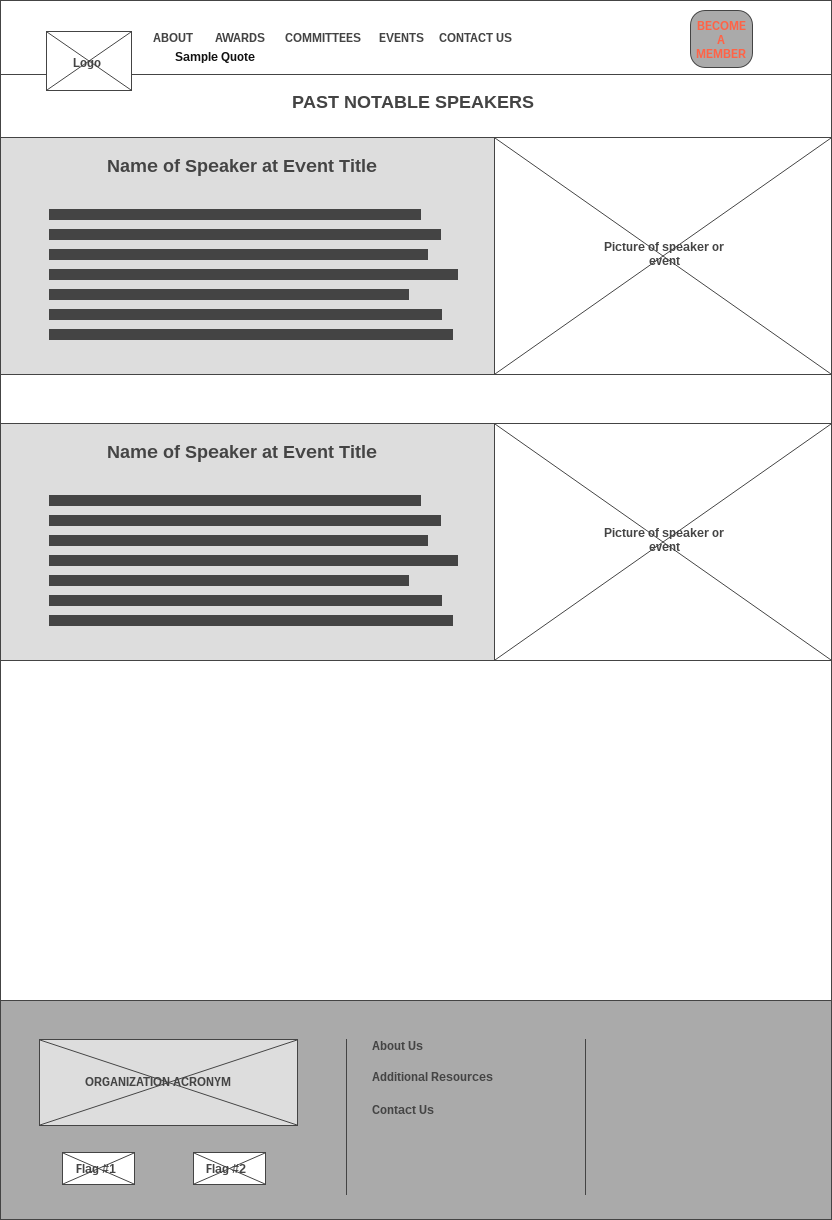 ABOUT AWARDS COMMITTEES EVENTS CONTACT US
Sample Quote
Logo
BECOME
A
MEMBER
PAST NOTABLE SPEAKERS
Name of Speaker at Event Title
Picture of speaker or
event
Name of Speaker at Event Title
Picture of speaker or
event
ORGANIZATION ACRONYM
Flag #1
Flag #2
About Us
Additional Resources
Contact Us